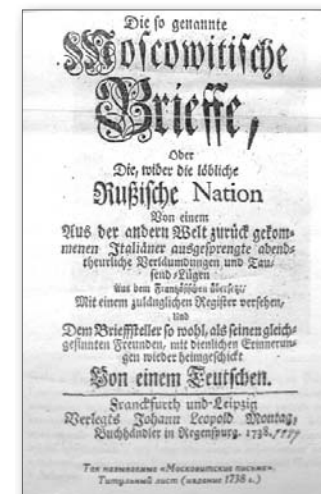 Die so genannte
Moscowitische
Brieffe,
Oder
Die, wider die löbliche
Rußische Nation
Von einem
Aus der andern Welt zurück gekom-
menen Italiäner ausgesprengte abend-
theurliche Verläumdungen und Tau-
send-Lügen
Aus dem Frantzößchen übersetzt,
Mit einem zulänglichen Register versehen,
Und
Dem Brieffsteller so wohl, als seinen gleich-
gesinnten Freunden, mit dienlichen Erinnerun-
gen wieder heimgeschickt
Von einem Teutschen.
Franckfurth und Leipzig
Verlegts Johann Leopold Montag,
Buchhändler in Regenspurg. 1738.
Так называемые «Московитские письма».
Титульный лист (издание 1738 г.)